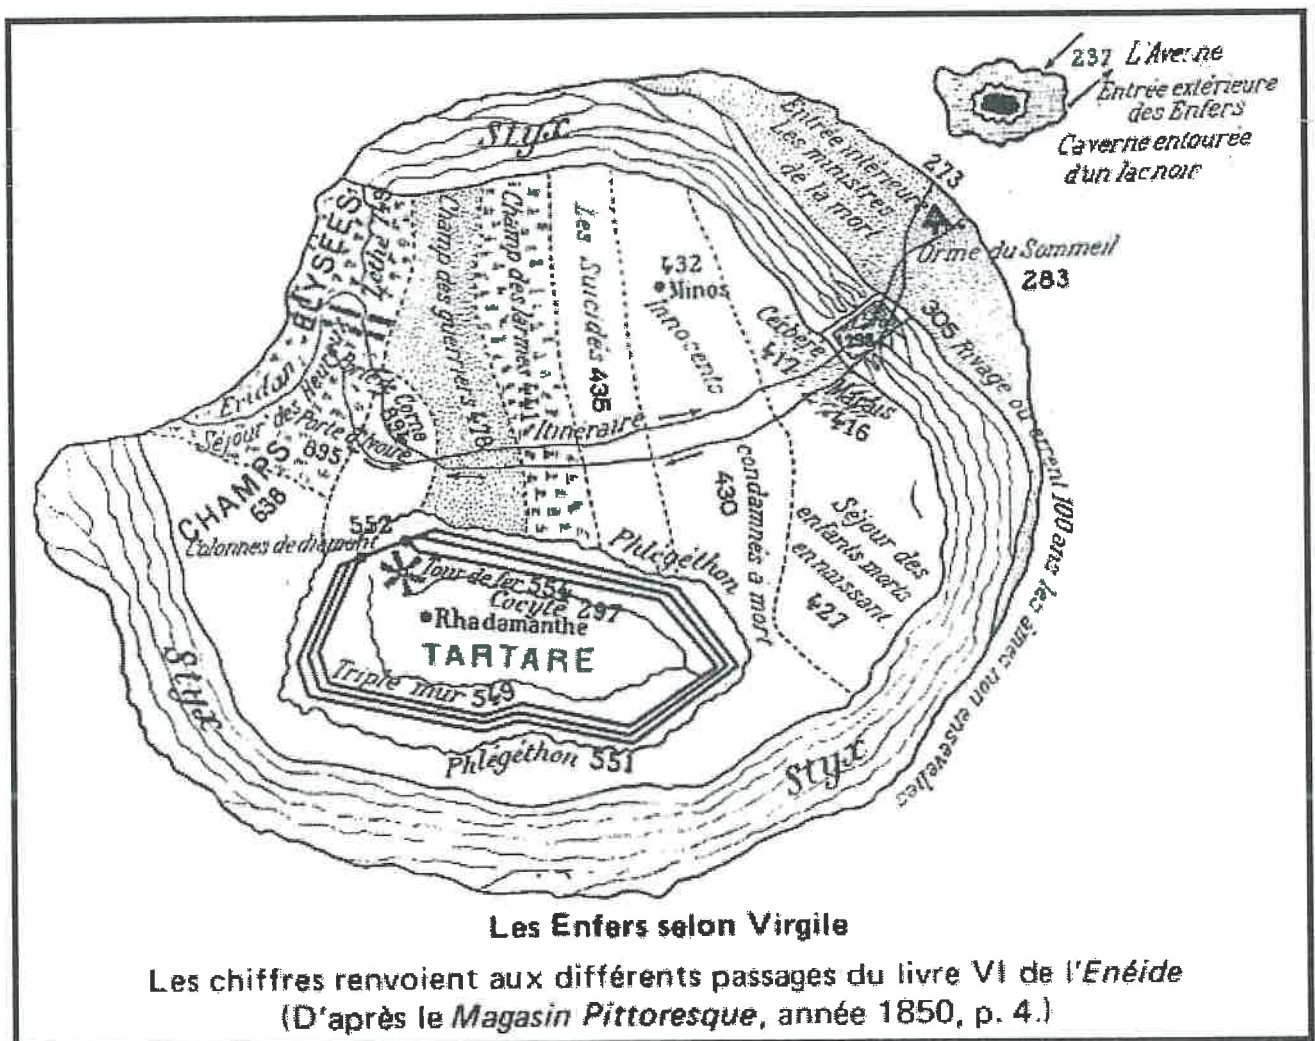 237 L'Averne
Entrée extérieure
des Enfers
Caverne entourée
d'un lac noir
Styx
Entrée intérieure
Les ministres
de la mort
273
Orme du Sommeil
283
ELYSEES
Léthé
Champ des guerriers 478
Champ des larmes 441
Les Suicidés 435
432
Minos
Innocents
Cerbère
417
298
305 Rivage où errent 100 ans les âmes non ensevelies
416
Eridan
Séjour des Heureux
Porte de Corne
894
Porte d'Ivoire
895
CHAMPS
638
Itinéraire
430
condamnés à mort
Séjour des
enfants morts
en naissant
427
552
Colonnes de diamant
Phlégéthon
Tour de fer 554
Cocyte 297
Rhadamanthe
TARTARE
Triple mur 549
Phlégéthon 551
Styx
Styx
Les Enfers selon Virgile
Les chiffres renvoient aux différents passages du livre VI de l'Enéide
(D'après le Magasin Pittoresque, année 1850, p. 4.)